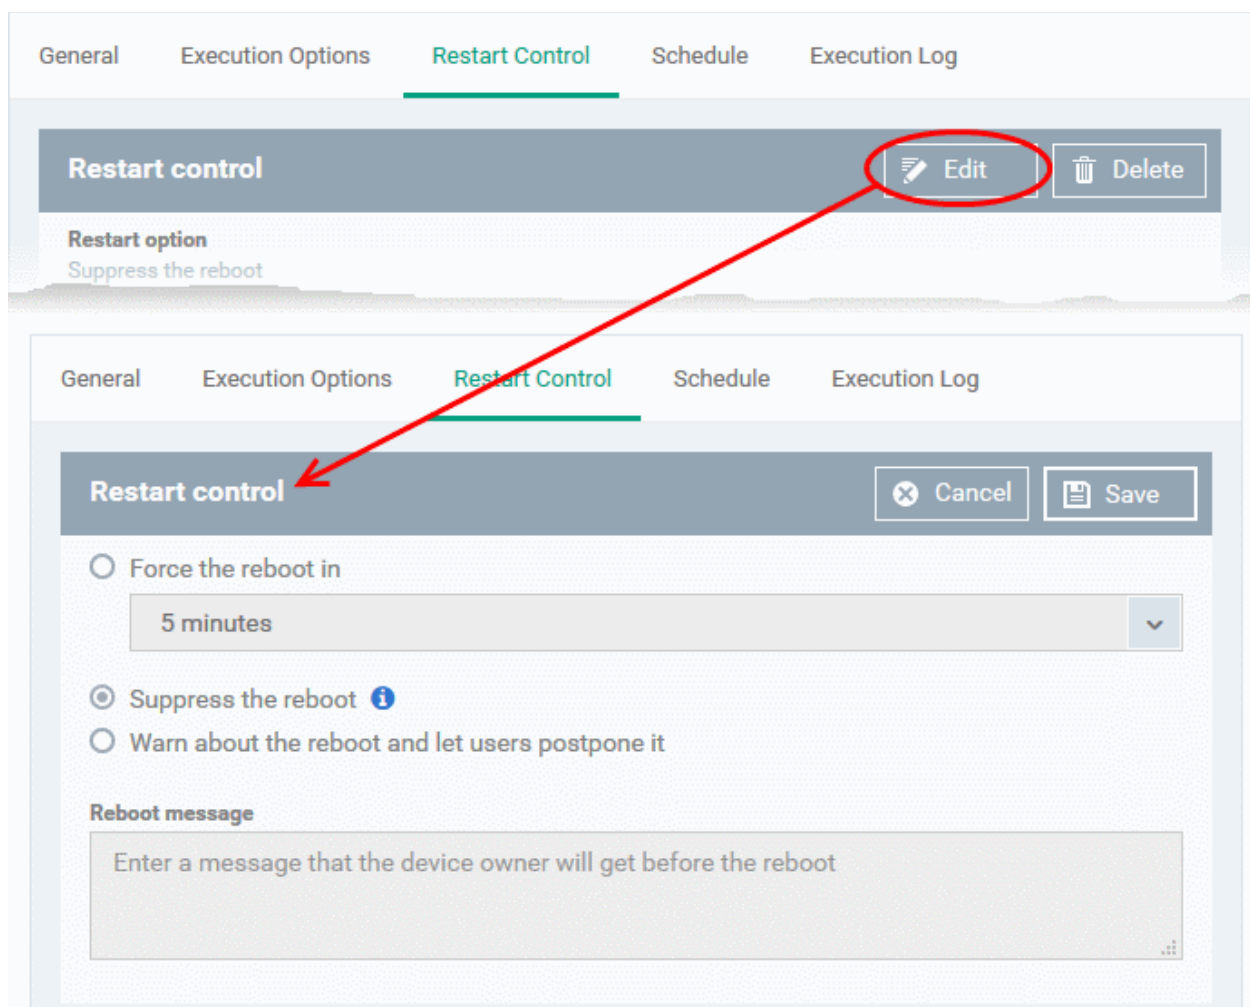 General Execution Options Restart Control Schedule Execution Log
Restart control Edit Delete
Restart option
Suppress the reboot
General Execution Options Restart Control Schedule Execution Log
Restart control Cancel Save
Force the reboot in
5 minutes
Suppress the reboot
Warn about the reboot and let users postpone it
Reboot message
Enter a message that the device owner will get before the reboot